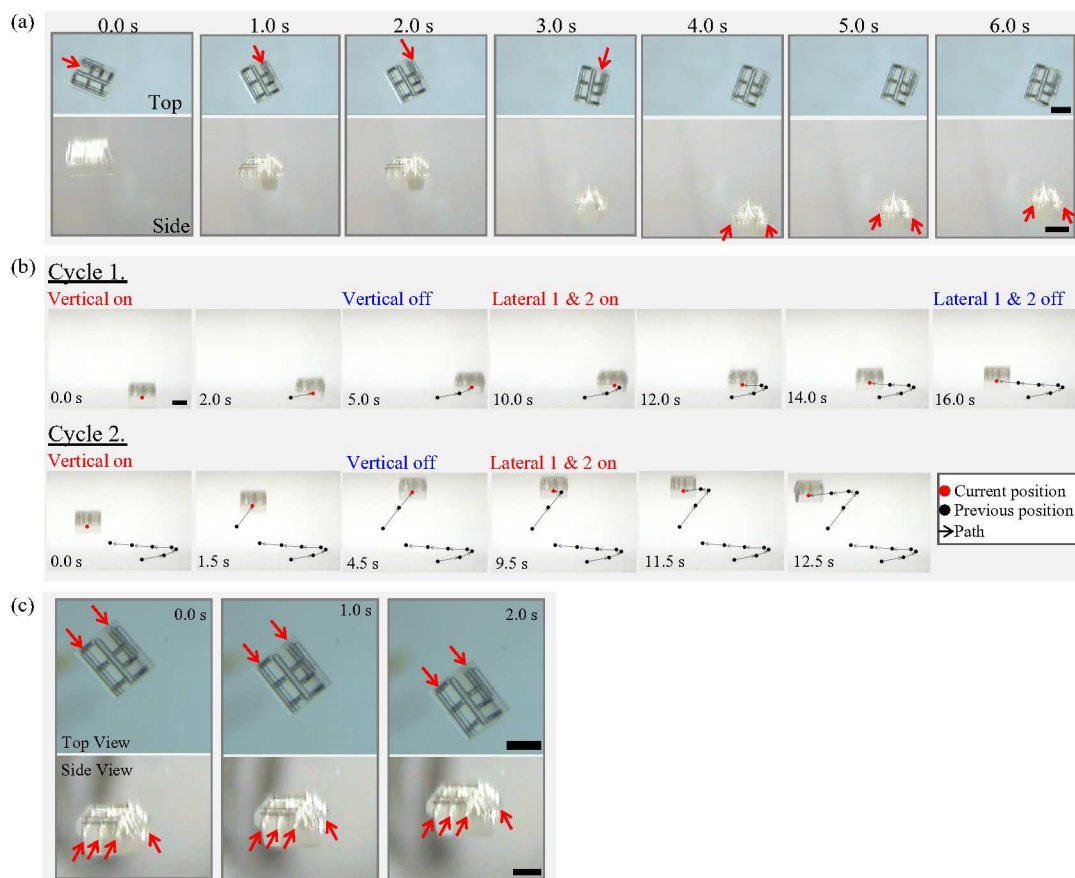 (a)
0.0 s 1.0 s 2.0 s 3.0 s 4.0 s 5.0 s 6.0 s
Top
Side
(b)
Cycle 1.
Vertical on Vertical off Lateral 1 & 2 on Lateral 1 & 2 off
0.0 s 2.0 s 5.0 s 10.0 s 12.0 s 14.0 s 16.0 s
Cycle 2.
Vertical on Vertical off Lateral 1 & 2 on
Current position
Previous position
Path
0.0 s 1.5 s 4.5 s 9.5 s 11.5 s 12.5 s
(c)
0.0 s 1.0 s 2.0 s
Top View
Side View